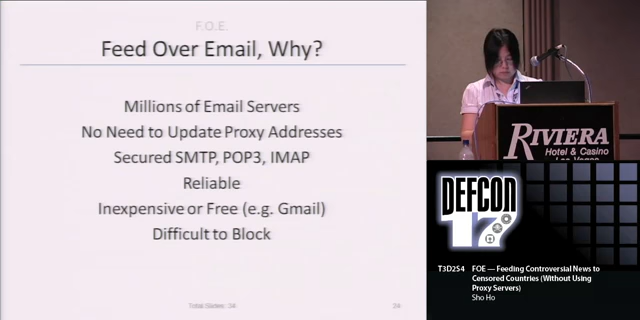 F.O.E.
Feed Over Email, Why?
Millions of Email Servers
No Need to Update Proxy Addresses
Secured SMTP, POP3, IMAP
Reliable
Inexpensive or Free (e.g. Gmail)
Difficult to Block
Total Slides: 34
24
RIVIERA
Hotel & Casino
Las Vegas
DEFCON
17
T3D2S4 FOE — Feeding Controversial News to
Censored Countries (Without Using
Proxy Servers)
Sho Ho